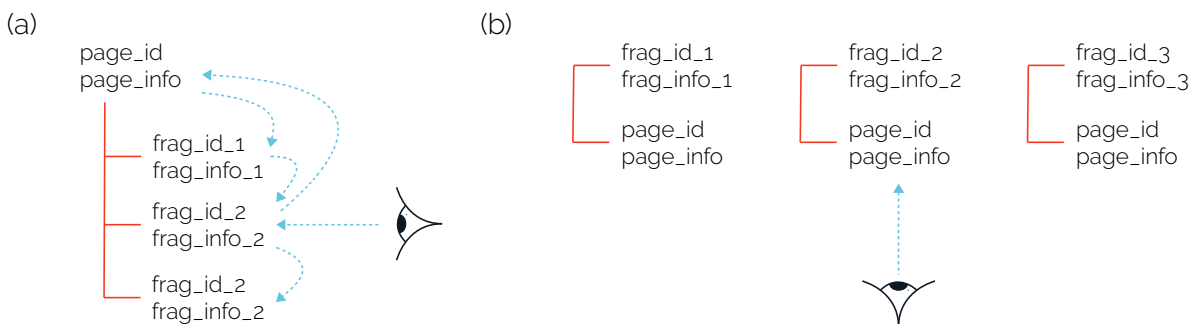 (a)
page_id
page_info
frag_id_1
frag_info_1
frag_id_2
frag_info_2
frag_id_2
frag_info_2
(b)
frag_id_1
frag_info_1
page_id
page_info
frag_id_2
frag_info_2
page_id
page_info
frag_id_3
frag_info_3
page_id
page_info